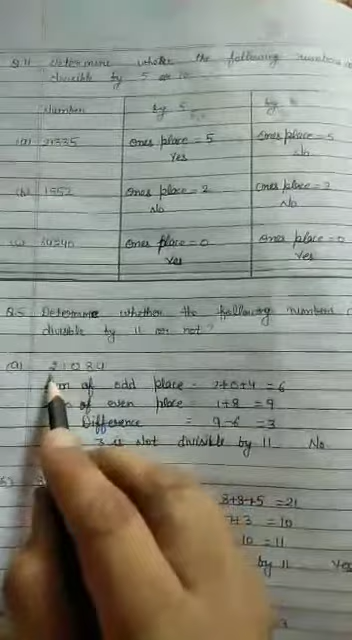 Determine whether the following numbers
divisible by 5 or 10
Number by 5 by
(a) 21335 ones place = 5 ones place = 5
Yes No
(b) 1552 ones place = 2 ones place = 2
No No
(c) ones place = 0 ones place = 0
Yes Yes
Q.5 Determine whether the following numbers
divisible by 11 or not?
(a) 21084
of odd place = 2+0+4 = 6
of even place = 1+8 = 9
Difference = 9-6 = 3
3 is Not divisible by 11 No
8+8+5 = 21
7+3 = 10
10 = 11
by 11 Yes
3